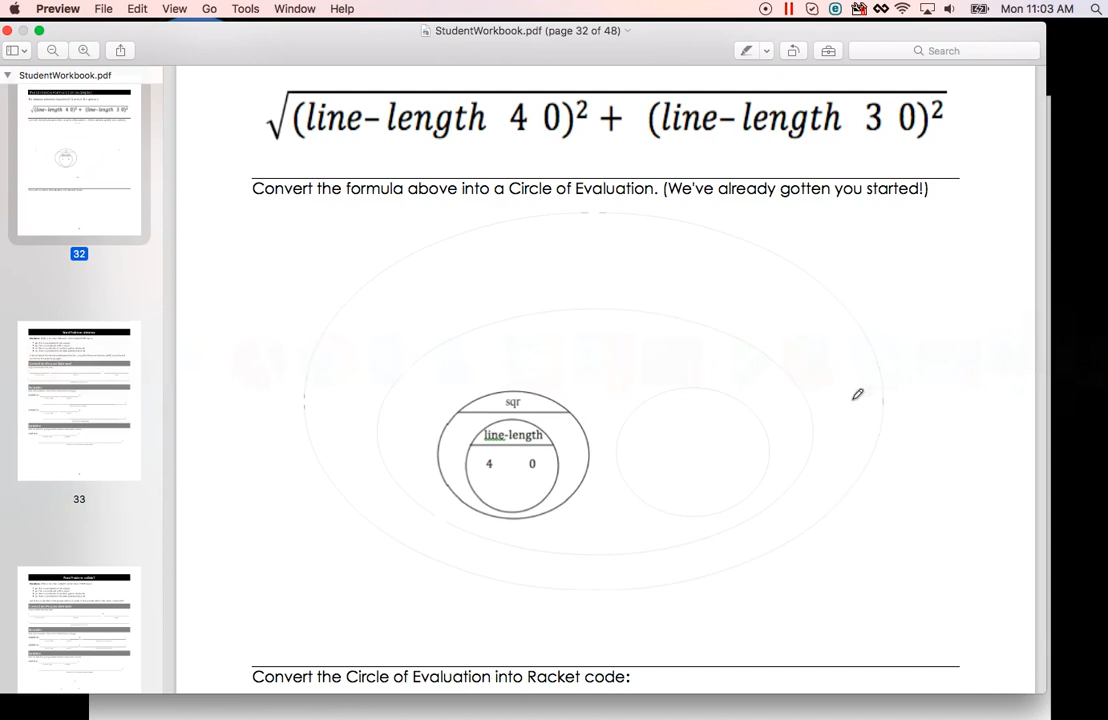 Preview File Edit View Go Tools Window Help Mon 11:03 AM
StudentWorkbook.pdf (page 32 of 48)
Search
StudentWorkbook.pdf
32
33
√(line-length 4 0)² + (line-length 3 0)²
Convert the formula above into a Circle of Evaluation. (We've already gotten you started!)
sqr
line-length
4 0
Convert the Circle of Evaluation into Racket code: